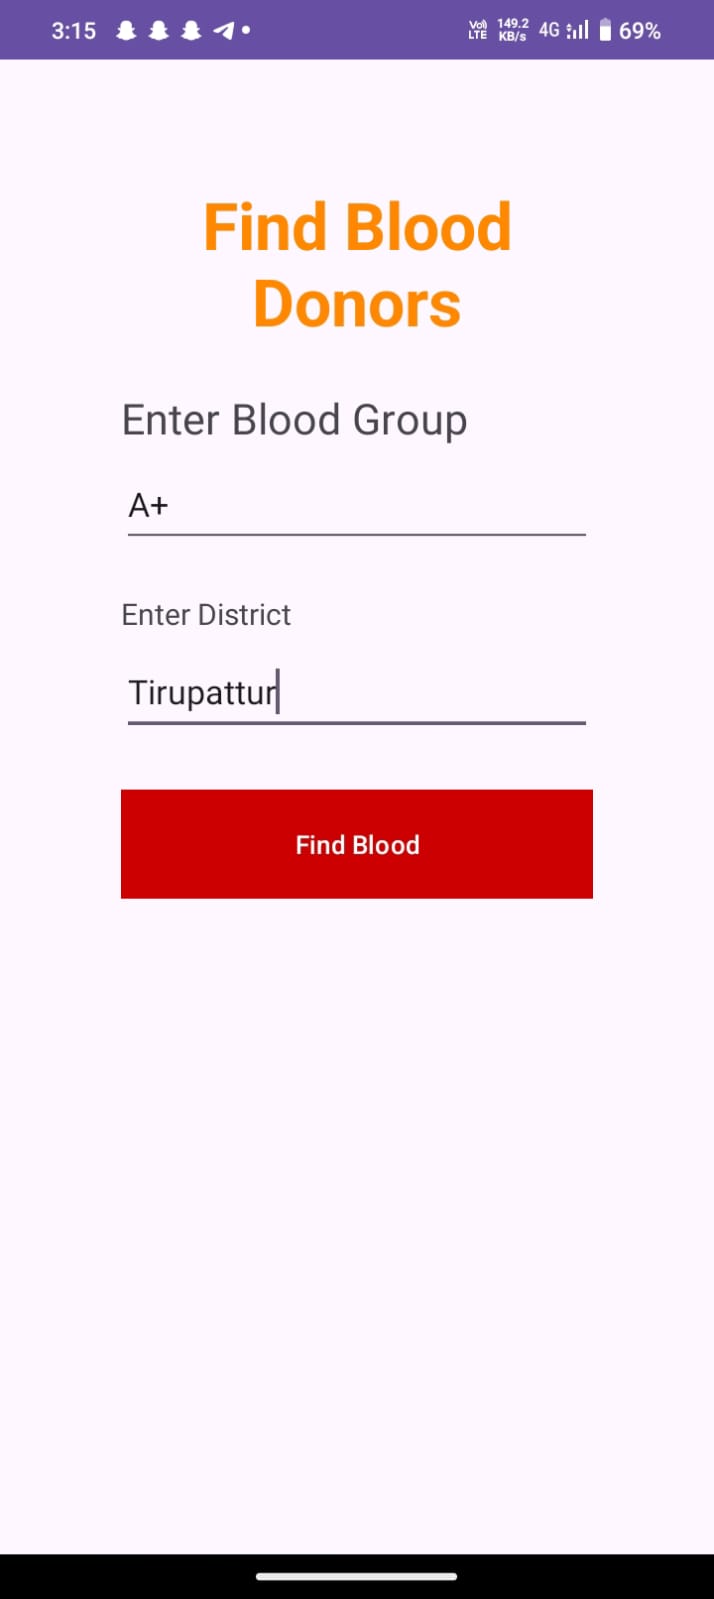 3:15 Vo) LTE 149.2 KB/s 4G 69%
Find Blood
Donors
Enter Blood Group
A+
Enter District
Tirupattur
Find Blood